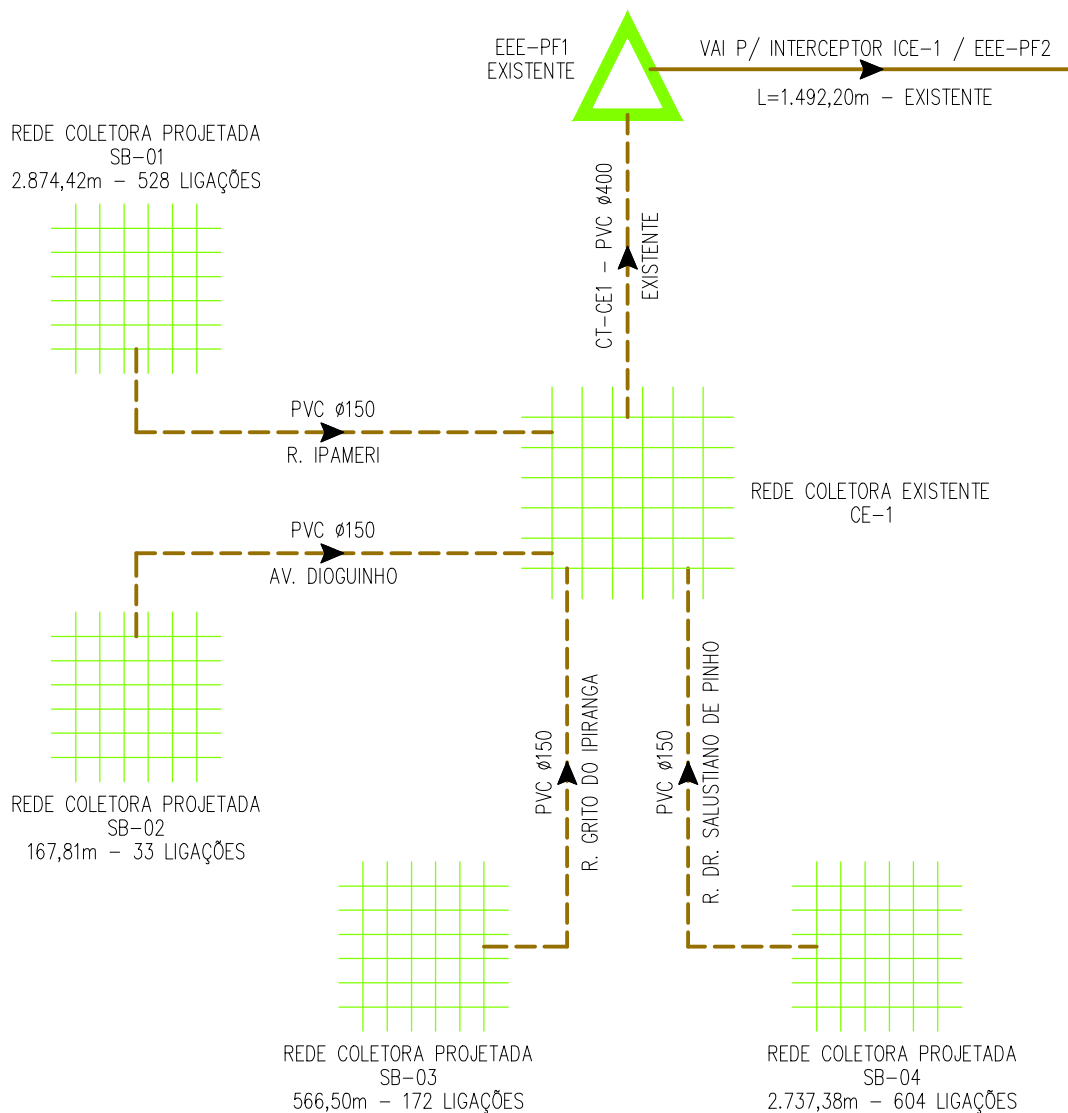 EEE-PF1
EXISTENTE
VAI P/ INTERCEPTOR ICE-1 / EEE-PF2
L=1.492,20m - EXISTENTE
REDE COLETORA PROJETADA
SB-01
2.874,42m - 528 LIGAÇÕES
CT-CE1 - PVC ø400
EXISTENTE
PVC ø150
R. IPAMERI
REDE COLETORA EXISTENTE
CE-1
PVC ø150
AV. DIOGUINHO
REDE COLETORA PROJETADA
SB-02
167,81m - 33 LIGAÇÕES
PVC ø150
R. GRITO DO IPIRANGA
PVC ø150
R. DR. SALUSTIANO DE PINHO
REDE COLETORA PROJETADA
SB-03
566,50m - 172 LIGAÇÕES
REDE COLETORA PROJETADA
SB-04
2.737,38m - 604 LIGAÇÕES